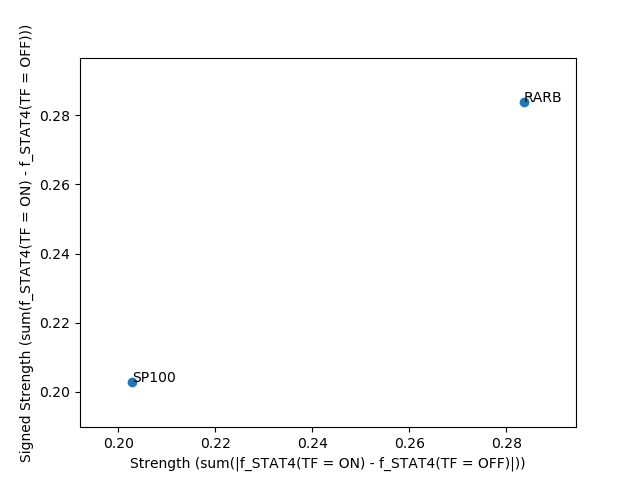 Signed Strength (sum(f_STAT4(TF = ON) - f_STAT4(TF = OFF)))
0.28
0.26
0.24
0.22
0.20
RARB
SP100
0.20 0.22 0.24 0.26 0.28
Strength (sum(|f_STAT4(TF = ON) - f_STAT4(TF = OFF)|))